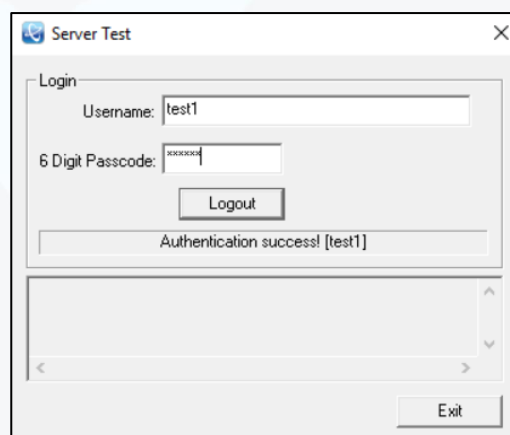 Server Test
Login
Username: test1
6 Digit Passcode: ******
Logout
Authentication success! [test1]
Exit